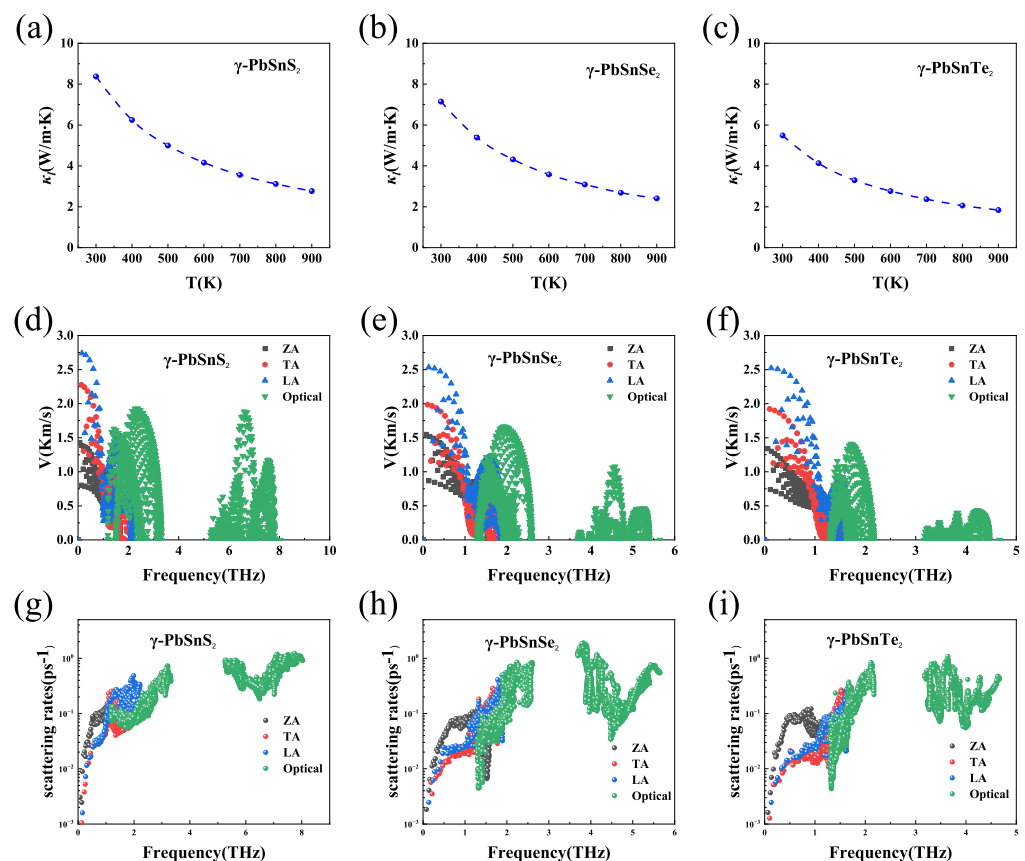 (a)
(b)
(c)
γ-PbSnS₂
γ-PbSnSe₂
γ-PbSnTe₂
κl(W/m·K)
κl(W/m·K)
κl(W/m·K)
10
8
6
4
2
0
10
8
6
4
2
0
10
8
6
4
2
0
300 400 500 600 700 800 900
300 400 500 600 700 800 900
300 400 500 600 700 800 900
T(K)
T(K)
T(K)
(d)
(e)
(f)
γ-PbSnS₂
γ-PbSnSe₂
γ-PbSnTe₂
ZA
TA
LA
Optical
ZA
TA
LA
Optical
ZA
TA
LA
Optical
V(Km/s)
V(Km/s)
V(Km/s)
3.0
2.5
2.0
1.5
1.0
0.5
0.0
3.0
2.5
2.0
1.5
1.0
0.5
0.0
3.0
2.5
2.0
1.5
1.0
0.5
0.0
0 2 4 6 8 10
0 1 2 3 4 5 6
0 1 2 3 4 5
Frequency(THz)
Frequency(THz)
Frequency(THz)
(g)
(h)
(i)
γ-PbSnS₂
γ-PbSnSe₂
γ-PbSnTe₂
scattering rates(ps⁻¹)
scattering rates(ps⁻¹)
scattering rates(ps⁻¹)
10⁰
10⁻¹
10⁻²
10⁻³
10⁰
10⁻¹
10⁻²
10⁻³
10⁰
10⁻¹
10⁻²
10⁻³
ZA
TA
LA
Optical
ZA
TA
LA
Optical
ZA
TA
LA
Optical
0 2 4 6 8
0 1 2 3 4 5 6
0 1 2 3 4 5
Frequency(THz)
Frequency(THz)
Frequency(THz)